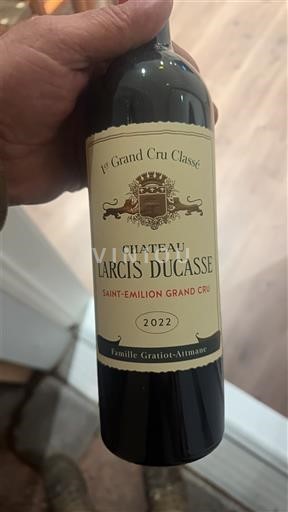 1er Grand Cru Classé
CHATEAU
LARCIS DUCASSE
SAINT-EMILION GRAND CRU
2022
Famille Gratiot-Attmane